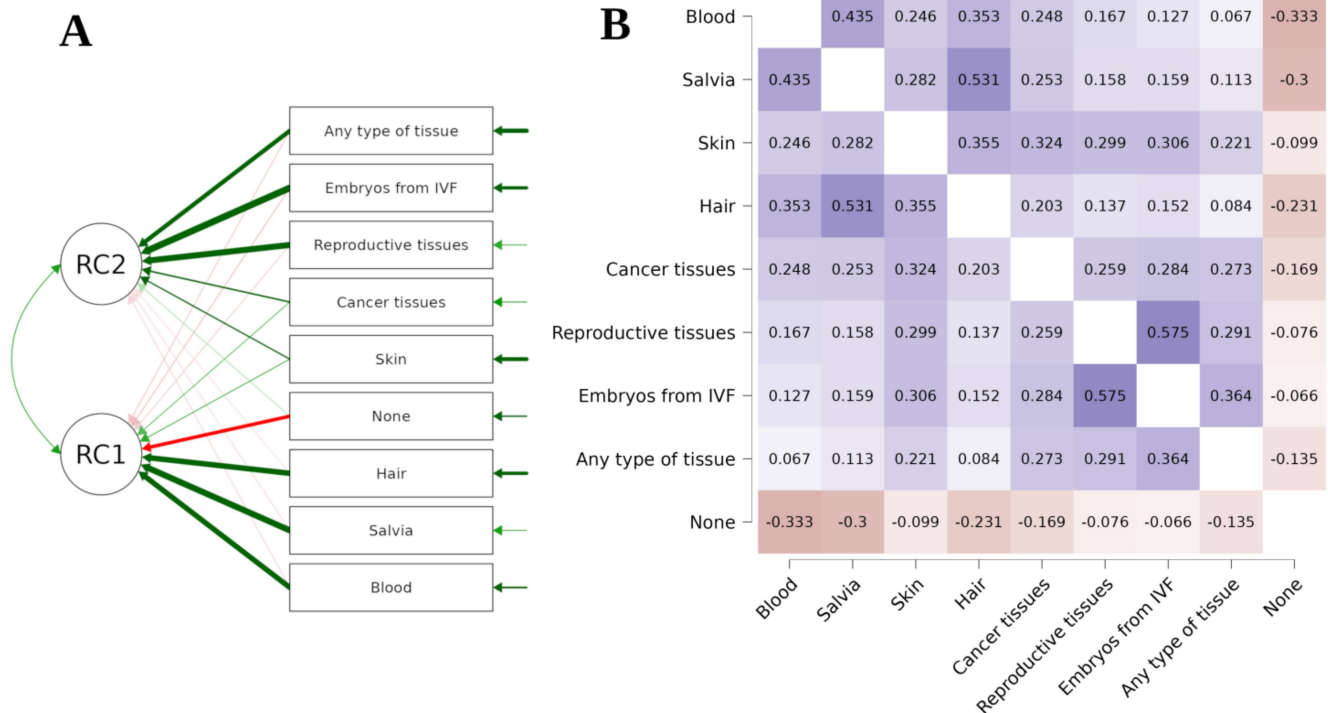 A
Any type of tissue
Embryos from IVF
Reproductive tissues
Cancer tissues
Skin
None
Hair
Salvia
Blood
RC2
RC1
B
Blood 0.435 0.246 0.353 0.248 0.167 0.127 0.067 -0.333
Salvia 0.435 0.282 0.531 0.253 0.158 0.159 0.113 -0.3
Skin 0.246 0.282 0.355 0.324 0.299 0.306 0.221 -0.099
Hair 0.353 0.531 0.355 0.203 0.137 0.152 0.084 -0.231
Cancer tissues 0.248 0.253 0.324 0.203 0.259 0.284 0.273 -0.169
Reproductive tissues 0.167 0.158 0.299 0.137 0.259 0.575 0.291 -0.076
Embryos from IVF 0.127 0.159 0.306 0.152 0.284 0.575 0.364 -0.066
Any type of tissue 0.067 0.113 0.221 0.084 0.273 0.291 0.364 -0.135
None -0.333 -0.3 -0.099 -0.231 -0.169 -0.076 -0.066 -0.135
Blood
Salvia
Skin
Hair
Cancer tissues
Reproductive tissues
Embryos from IVF
Any type of tissue
None